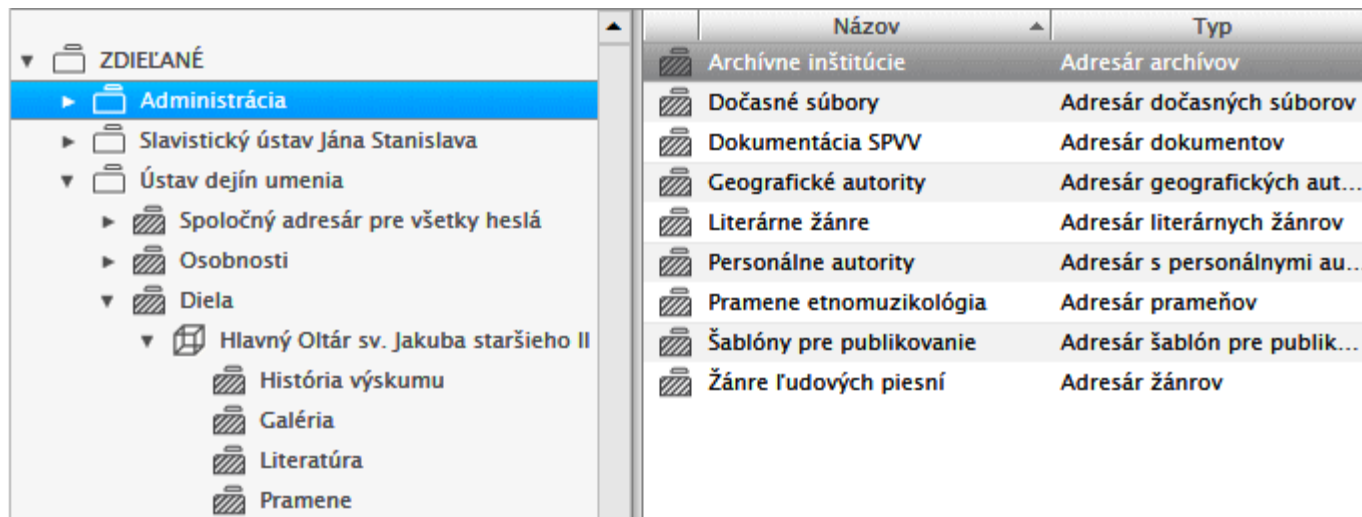 ZDIEĽANÉ
Administrácia
Slavistický ústav Jána Stanislava
Ústav dejín umenia
Spoločný adresár pre všetky heslá
Osobnosti
Diela
Hlavný Oltár sv. Jakuba staršieho II
História výskumu
Galéria
Literatúra
Pramene
Názov Typ
Archívne inštitúcie Adresár archívov
Dočasné súbory Adresár dočasných súborov
Dokumentácia SPVV Adresár dokumentov
Geografické autority Adresár geografických aut...
Literárne žánre Adresár literárnych žánrov
Personálne autority Adresár s personálnymi au...
Pramene etnomuzikológia Adresár prameňov
Šablóny pre publikovanie Adresár šablón pre publik...
Žánre ľudových piesní Adresár žánrov